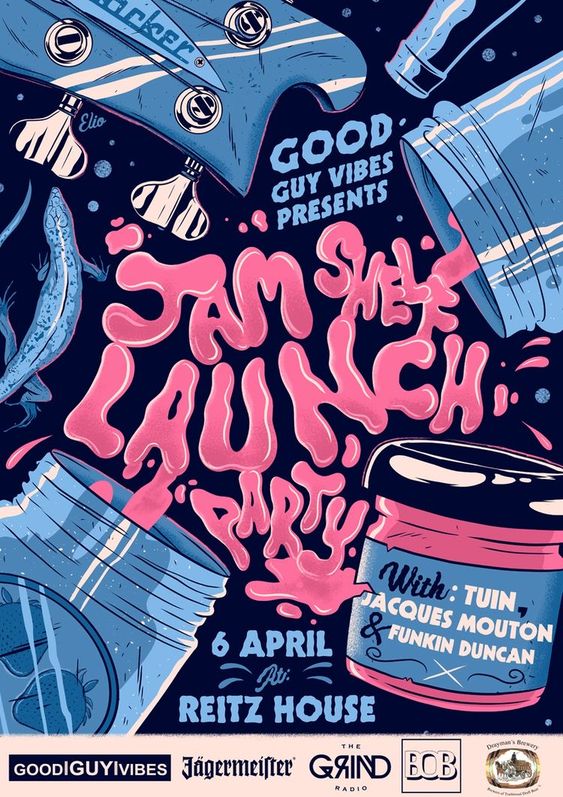 Elio
GOOD
GUY VIBES
PRESENTS
JAM SHELF
LAUNCH
PARTY
With: TUIN,
JACQUES MOUTON
& FUNKIN DUNCAN
6 APRIL
At:
REITZ HOUSE
GOOD|GUY|VIBES
Jägermeister
THE
GRIND
RADIO
BOB
Drayman's Brewery